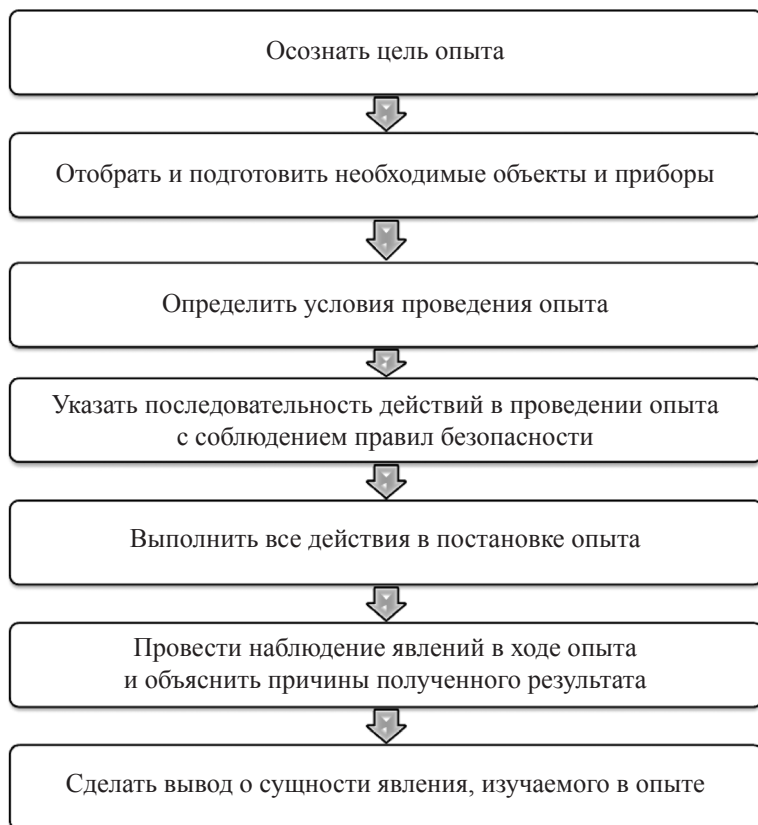 Осознать цель опыта
Отобрать и подготовить необходимые объекты и приборы
Определить условия проведения опыта
Указать последовательность действий в проведении опыта
с соблюдением правил безопасности
Выполнить все действия в постановке опыта
Провести наблюдение явлений в ходе опыта
и объяснить причины полученного результата
Сделать вывод о сущности явления, изучаемого в опыте